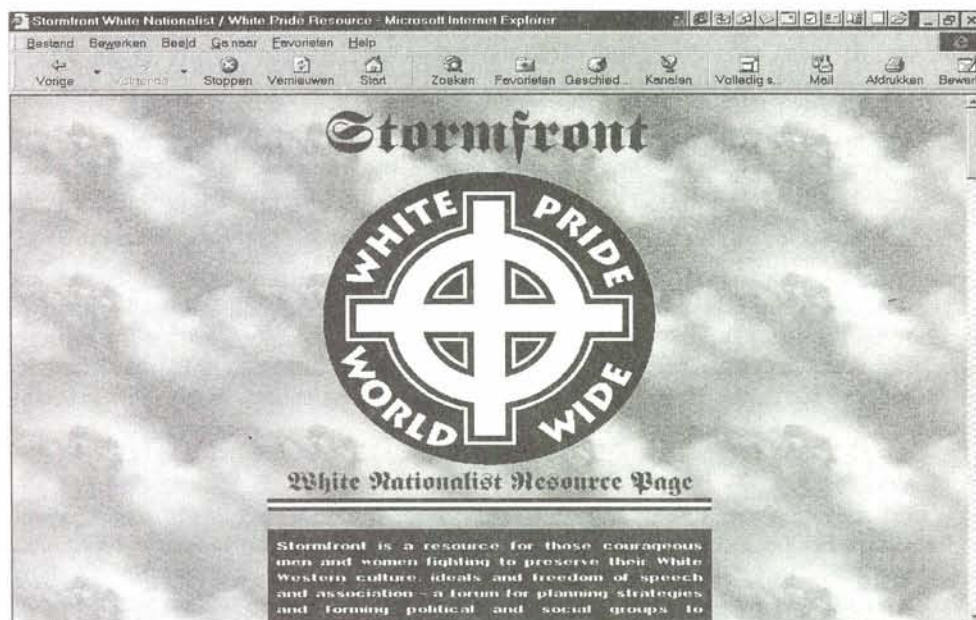 Stormfront White Nationalist / White Pride Resource - Microsoft Internet Explorer
Bestand Bewerken Beeld Ga naar Favorieten Help
Vorige Volgende Stoppen Vernieuwen Start Zoeken Favorieten Geschied... Kanalen Volledig s... Mail Afdrukken Bewer
Stormfront
WHITE PRIDE
WORLD WIDE
White Nationalist Resource Page
Stormfront is a resource for those courageous
men and women fighting to preserve their White
Western culture, ideals and freedom of speech
and association - a forum for planning strategies
and forming political and social groups to